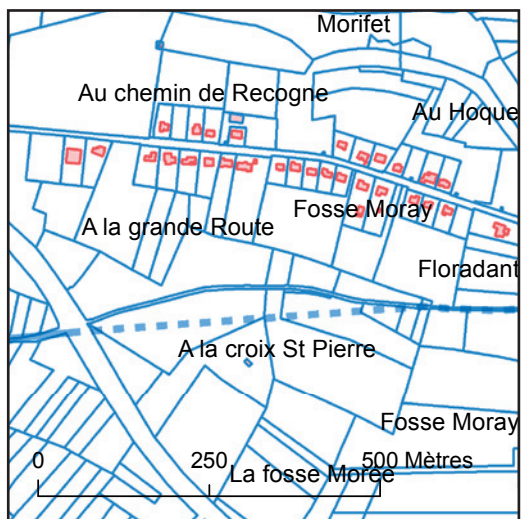 Morifet
Au chemin de Recogne
Au Hoque
Fosse Moray
A la grande Route
Floradant
A la croix St Pierre
Fosse Moray
0 250 500 Mètres
La fosse Morée